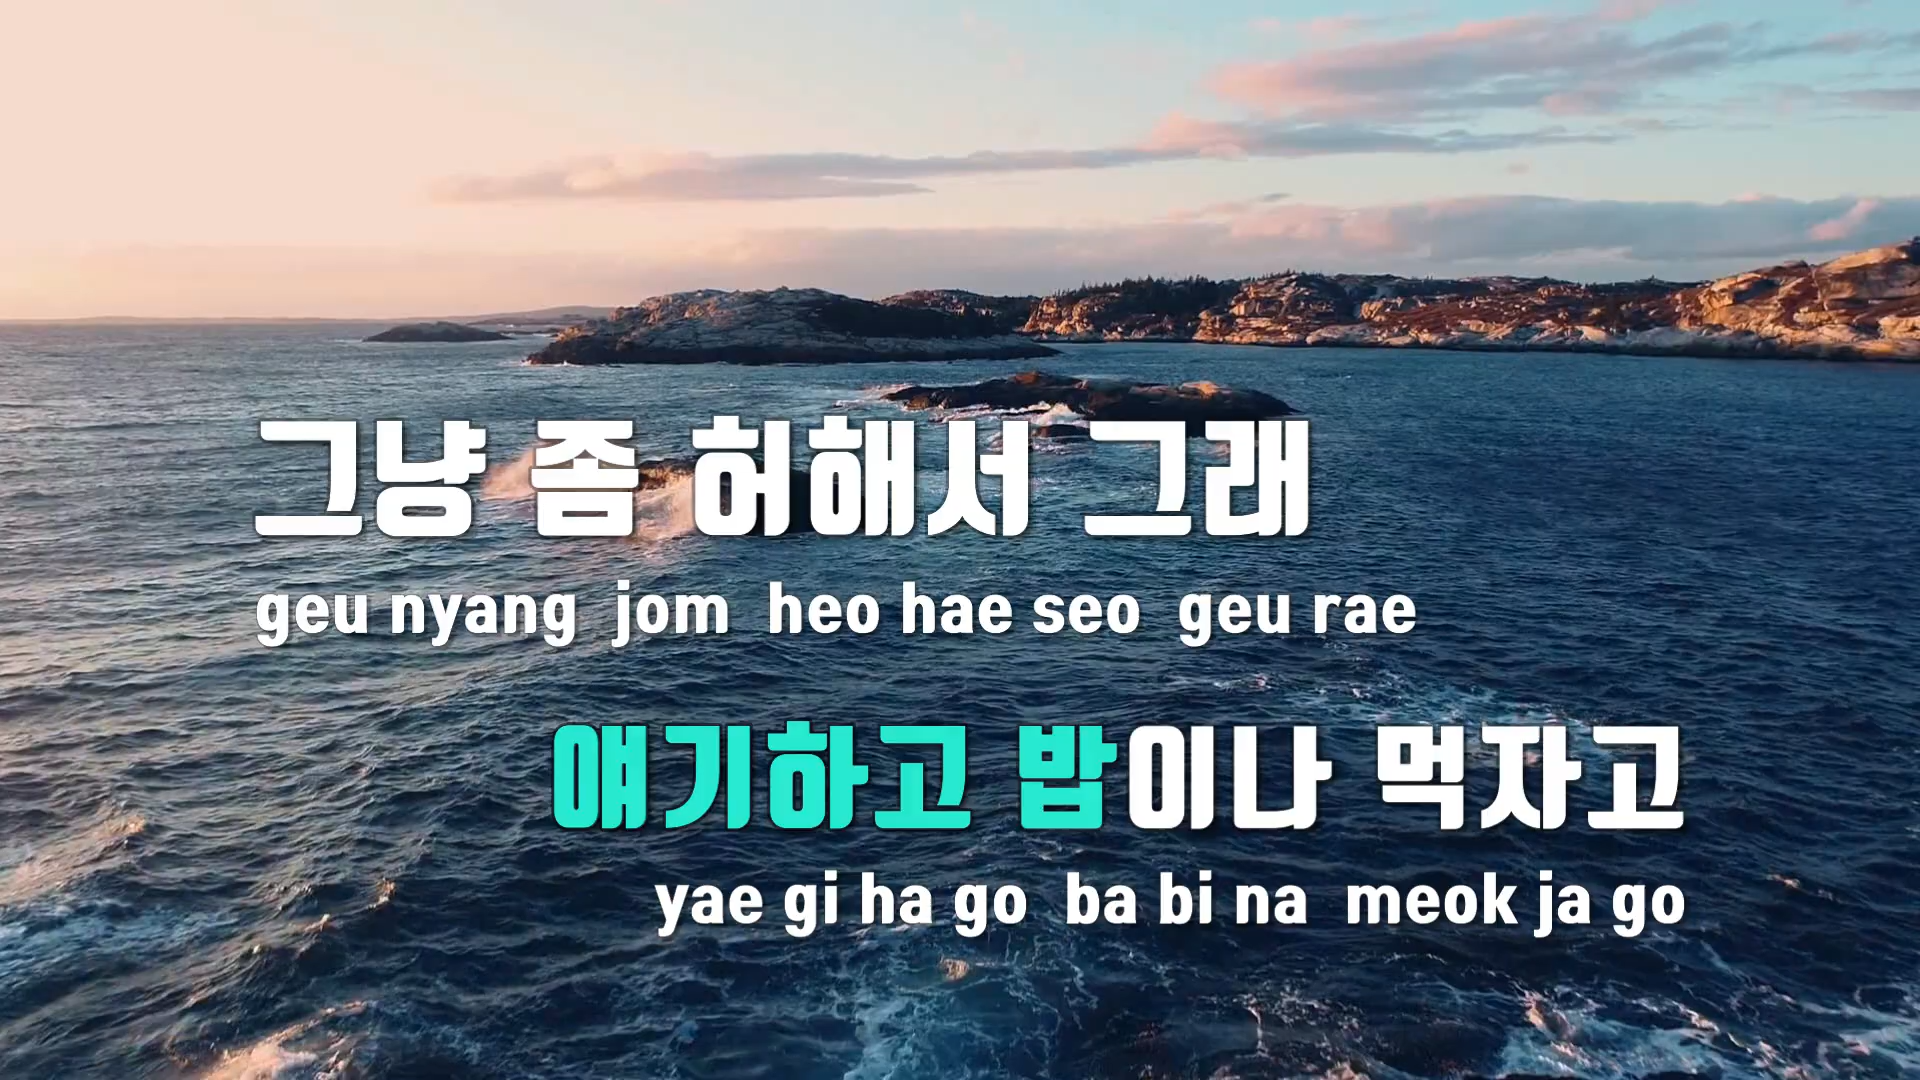 그냥 좀 허해서 그래
geu nyang jom heo hae seo geu rae
얘기하고 밥이나 먹자고
yae gi ha go ba bi na meok ja go